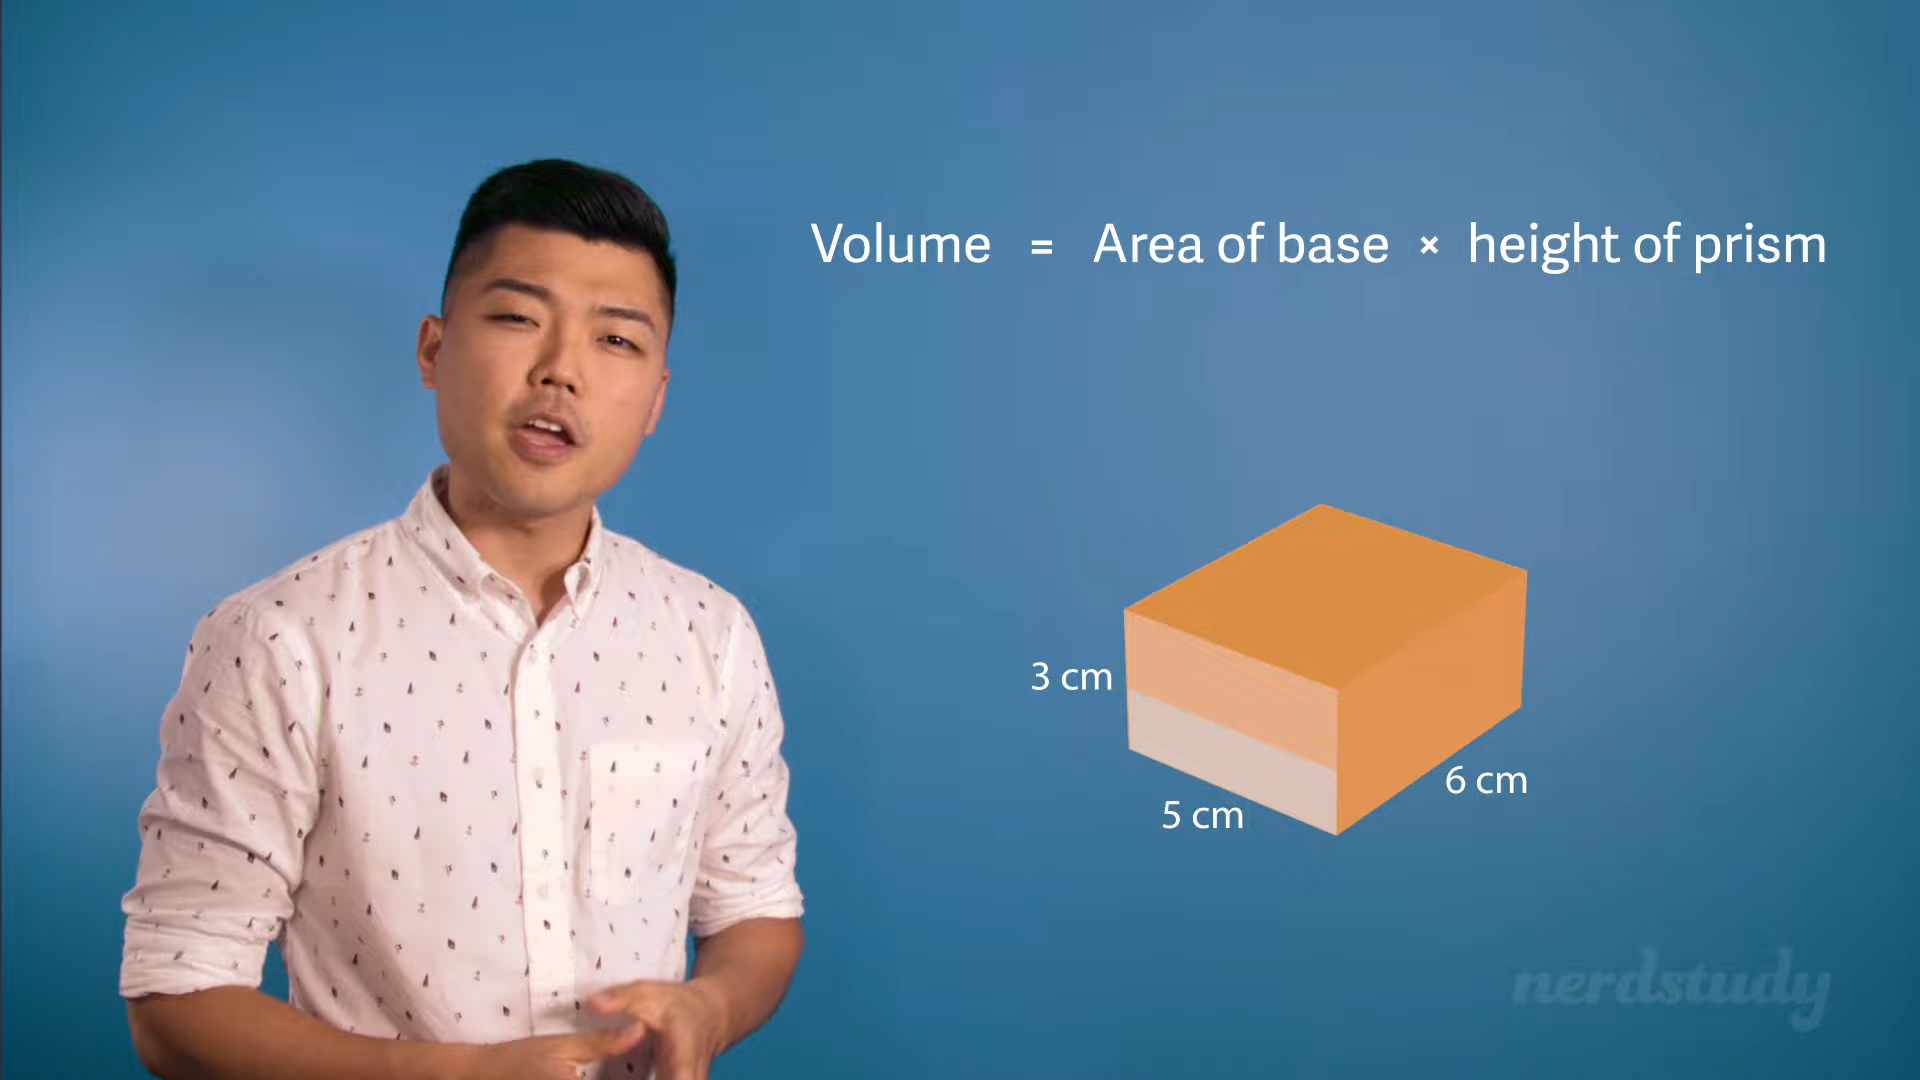 Volume = Area of base × height of prism
3 cm
5 cm
6 cm
nerdstudy